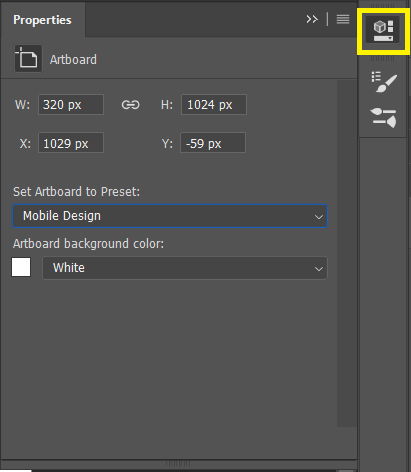 Properties
Artboard
W: 320 px H: 1024 px
X: 1029 px Y: -59 px
Set Artboard to Preset:
Mobile Design
Artboard background color:
White